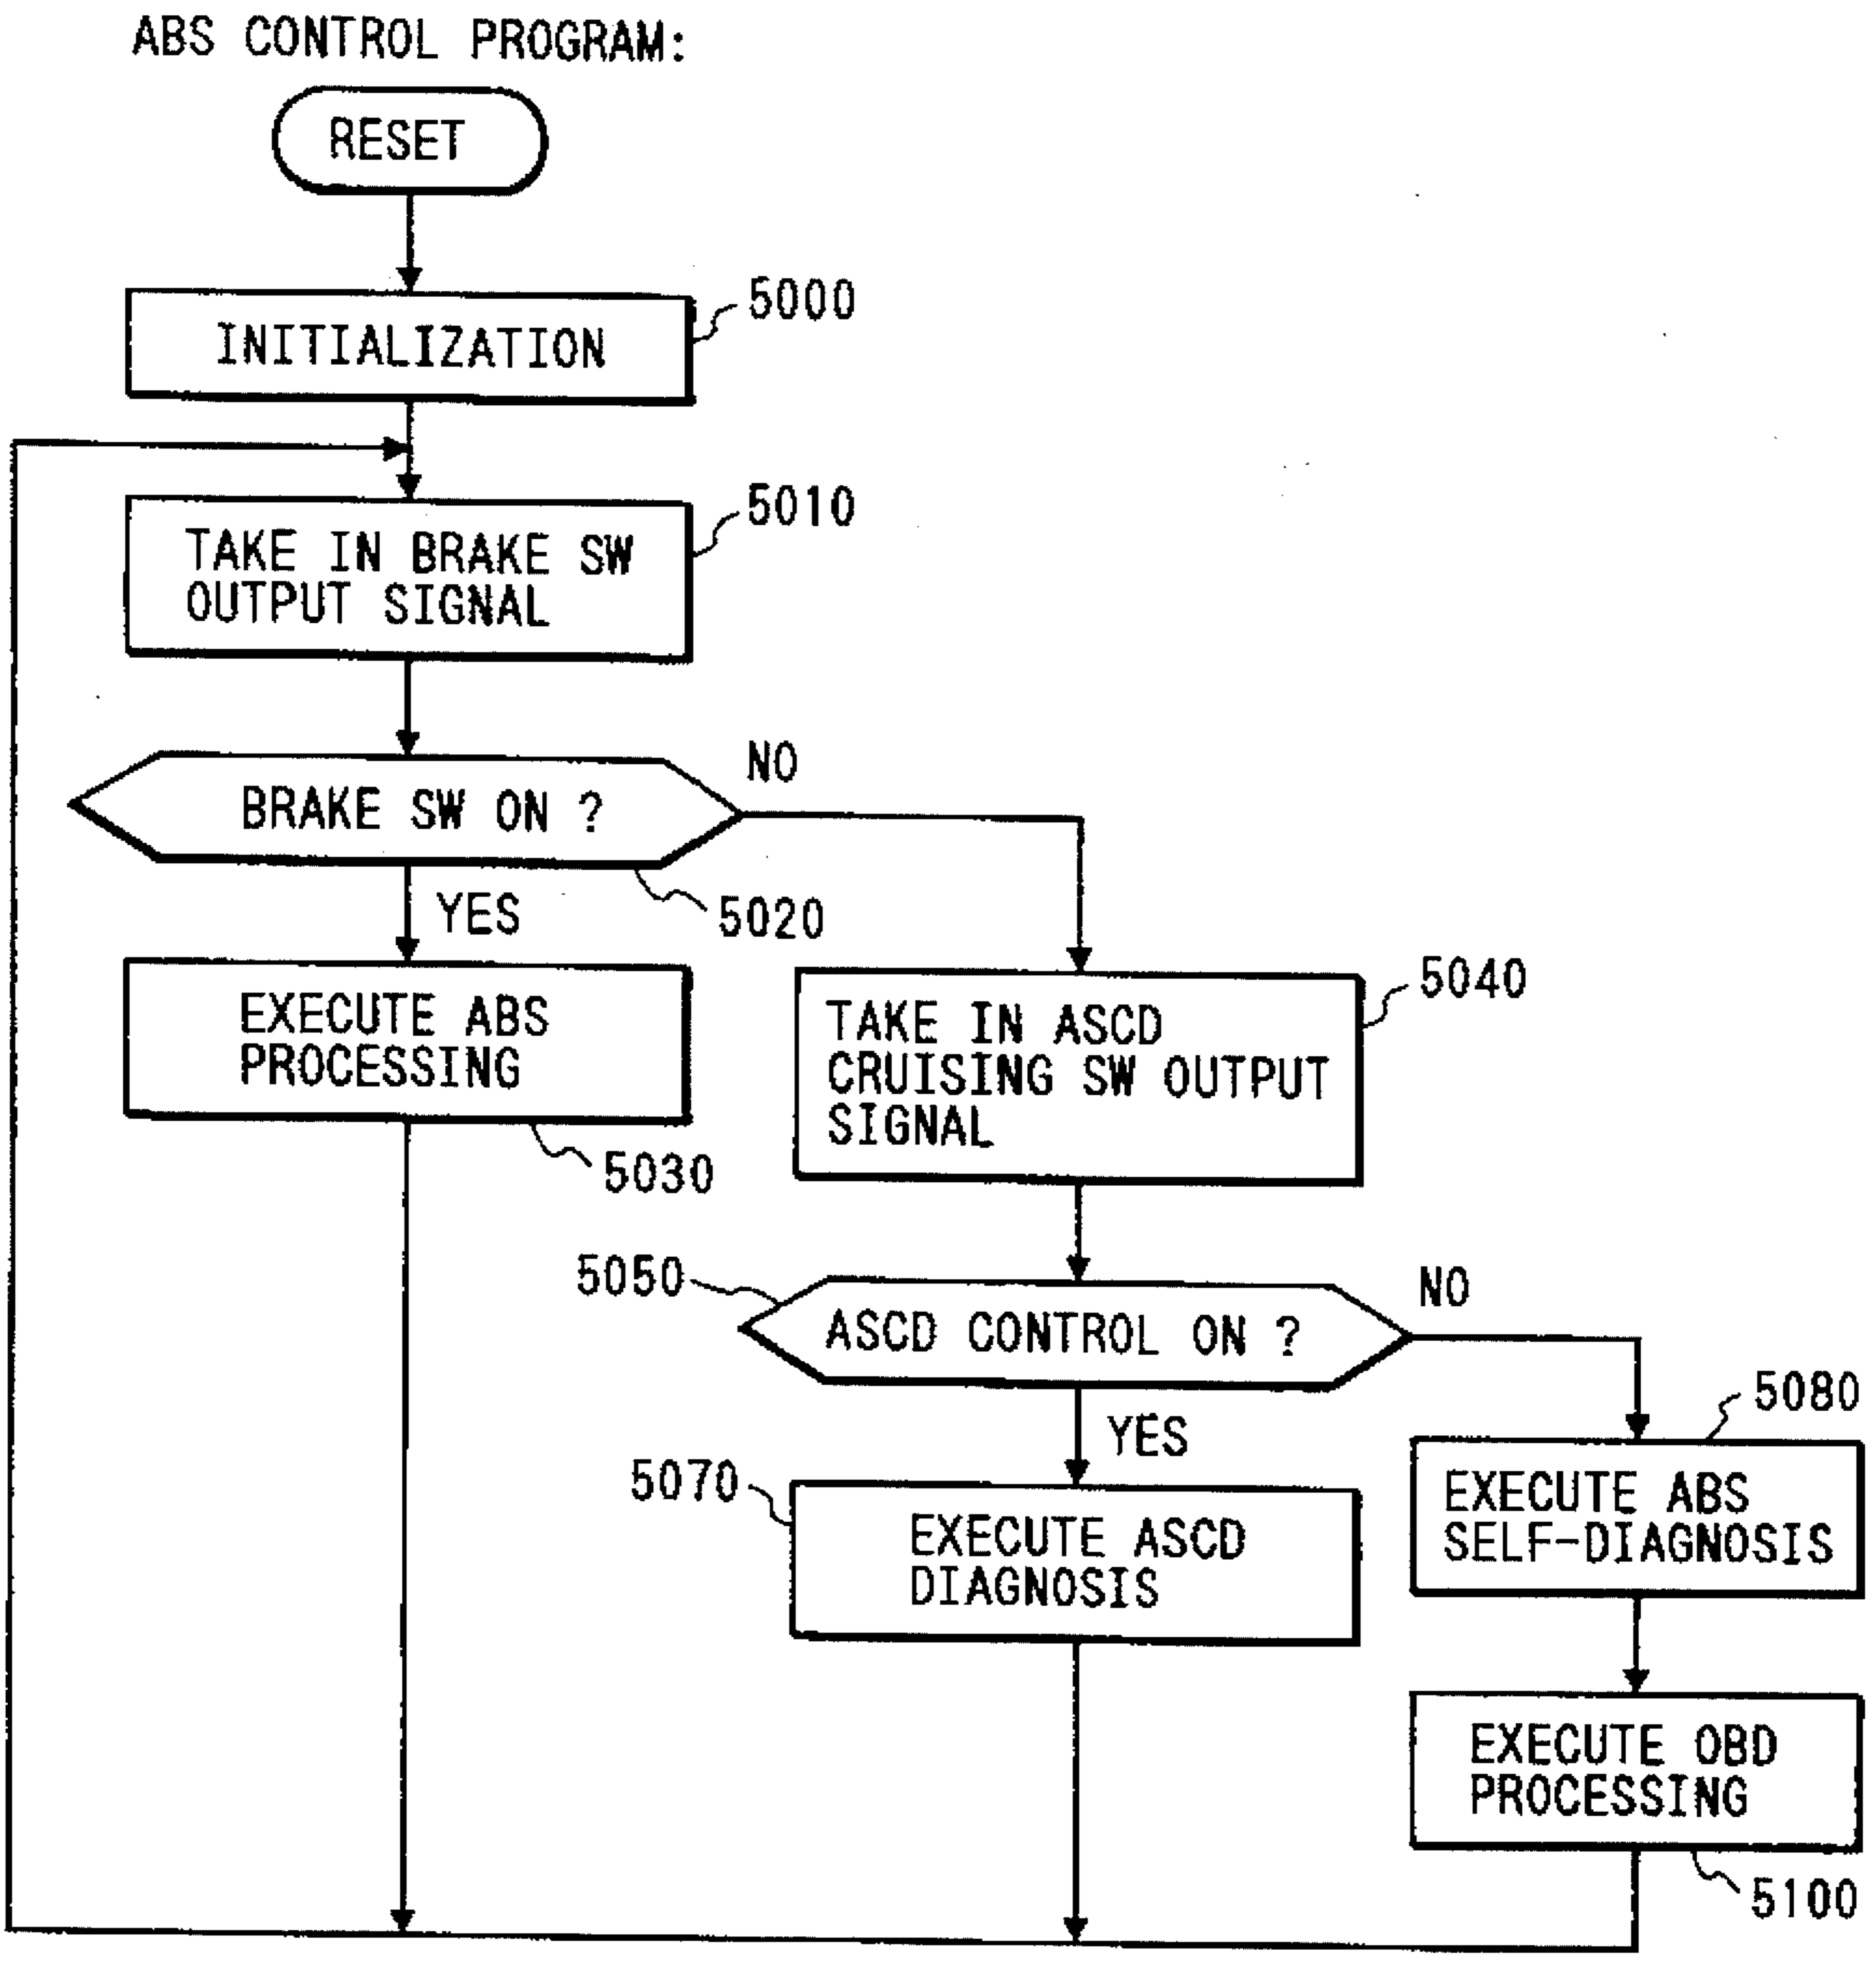 ABS CONTROL PROGRAM:
RESET
5000
INITIALIZATION
5010
TAKE IN BRAKE SW
OUTPUT SIGNAL
NO
BRAKE SW ON ?
YES
5020
EXECUTE ABS
PROCESSING
5030
5040
TAKE IN ASCD
CRUISING SW OUTPUT
SIGNAL
5050
NO
ASCD CONTROL ON ?
YES
5080
5070
EXECUTE ASCD
DIAGNOSIS
EXECUTE ABS
SELF-DIAGNOSIS
EXECUTE OBD
PROCESSING
5100